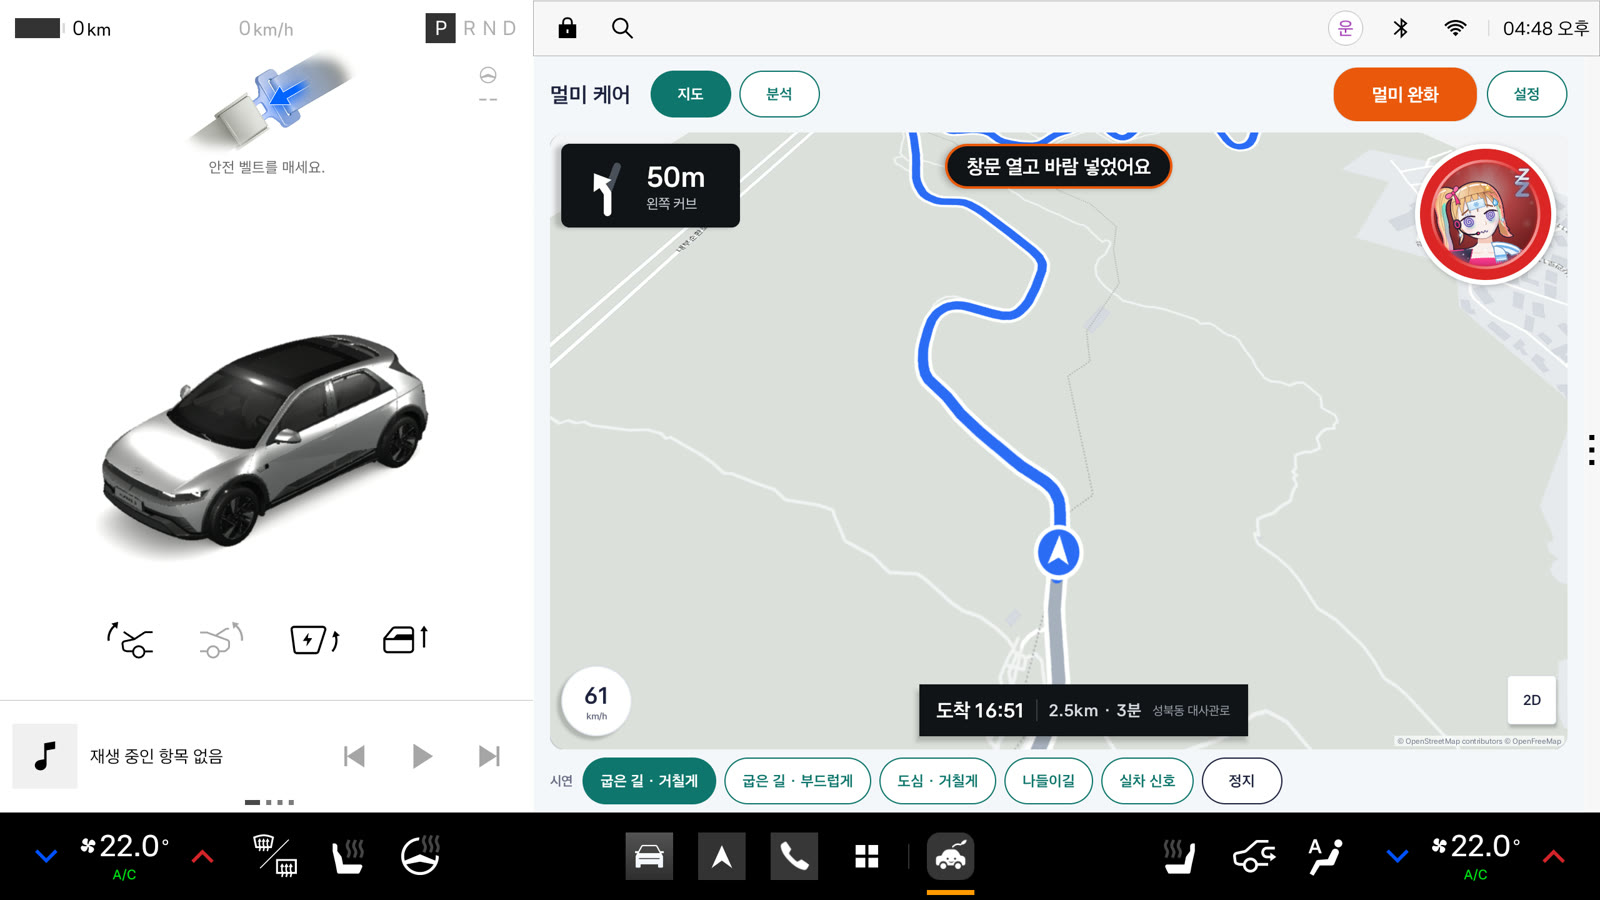 0km
0km/h
P R N D
--
안전 벨트를 매세요.
운
04:48 오후
멀미 케어
지도
분석
멀미 완화
설정
50m
왼쪽 커브
창문 열고 바람 넣었어요
내부순환로
Z
Z
61
km/h
도착 16:51
2.5km · 3분
성북동 대사관로
2D
© OpenStreetMap contributors © OpenFreeMap
재생 중인 항목 없음
시연
굽은 길 · 거칠게
굽은 길 · 부드럽게
도심 · 거칠게
나들이길
실차 신호
정지
22.0°
A/C
A
22.0°
A/C